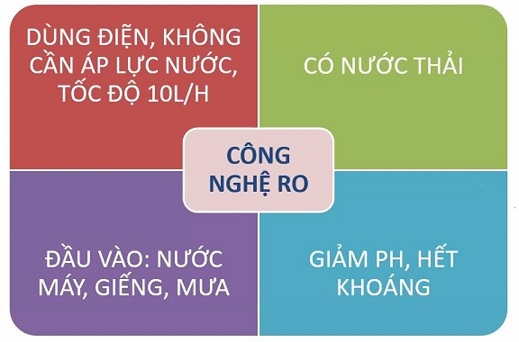 DÙNG ĐIỆN, KHÔNG
CẦN ÁP LỰC NƯỚC,
TỐC ĐỘ 10L/H
CÓ NƯỚC THẢI
CÔNG
NGHỆ RO
ĐẦU VÀO: NƯỚC
MÁY, GIẾNG, MƯA
GIẢM PH, HẾT
KHOÁNG